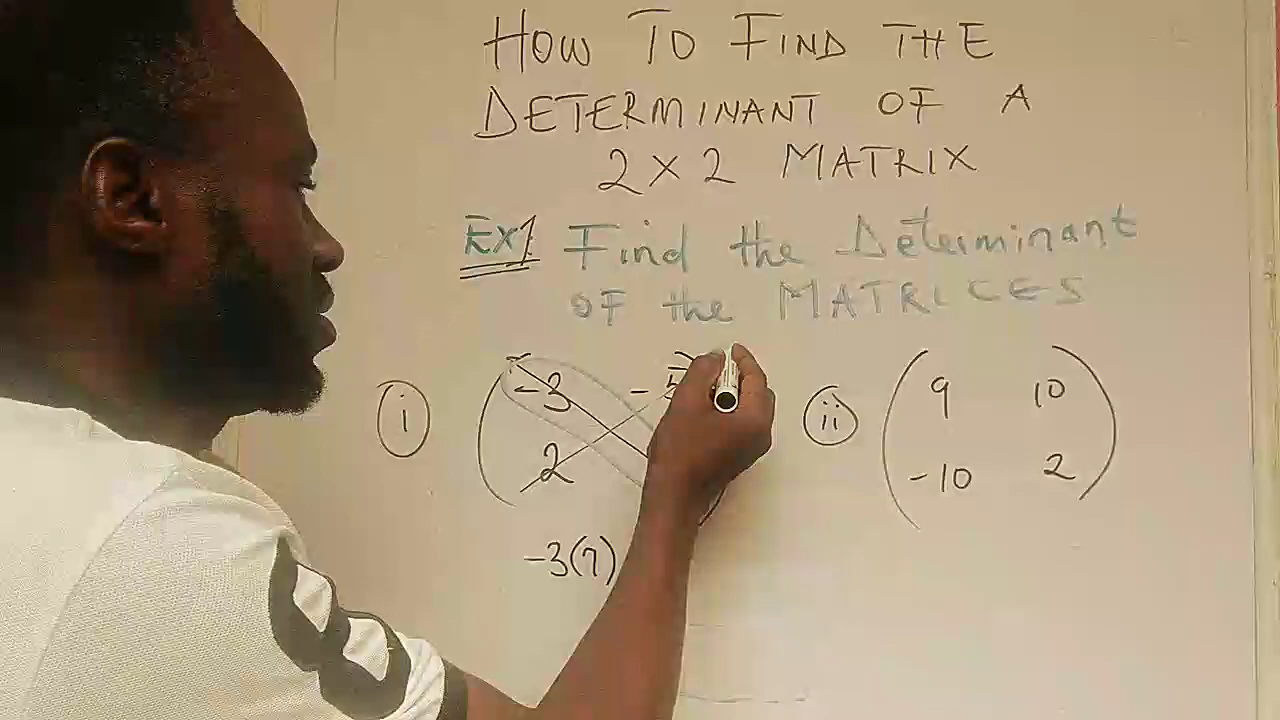 HOW TO FIND THE
DETERMINANT OF A
2 X 2 MATRIX
EX1 Find the Determinant
OF the MATRICES
i -3 -5 ii 9 10
2 -10 2
-3(7)